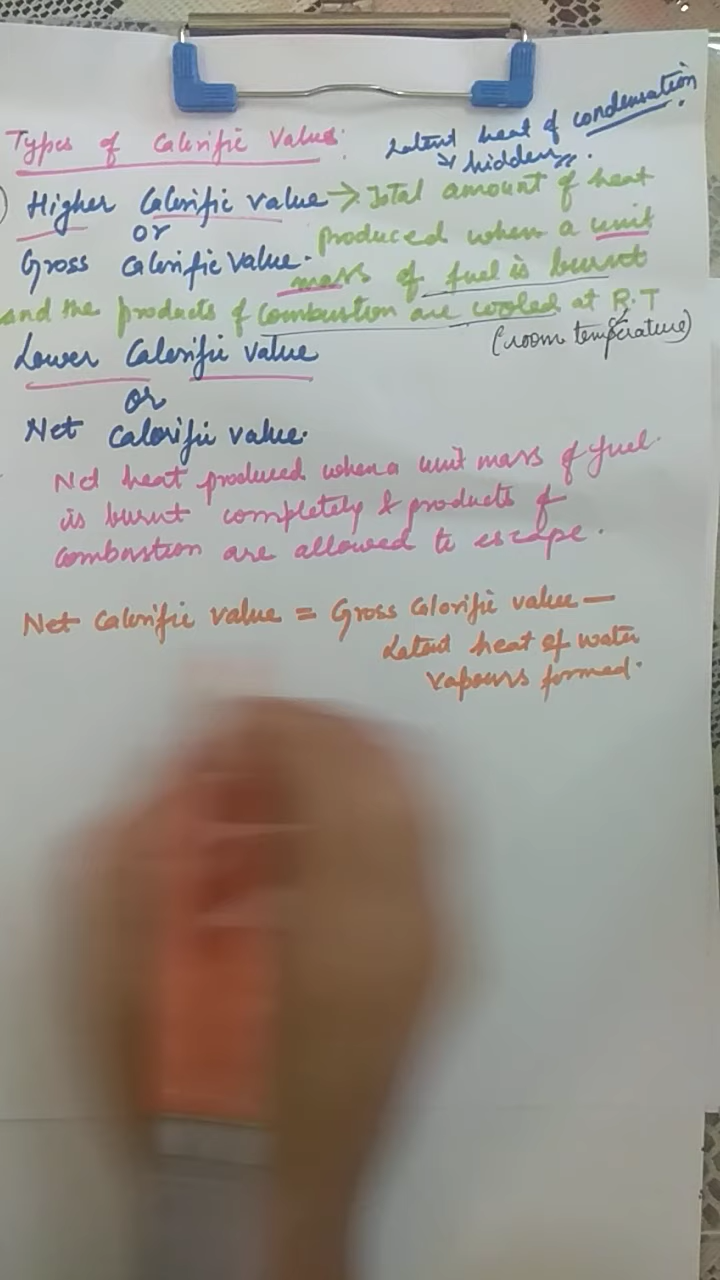 Types of Calorific Value:
Latent heat of condensation.
hidden
Higher Calorific value → Total amount of heat
or
produced when a unit
Gross Calorific value.
mass of fuel is burnt
and the products of combustion are cooled at R.T
(room temperature)
Lower Calorific value
or
Net Calorific value.
Net heat produced when a unit mass of fuel
is burnt completely & products of
combustion are allowed to escape.
Net Calorific value = Gross Calorific value –
Latent heat of water
vapours formed.